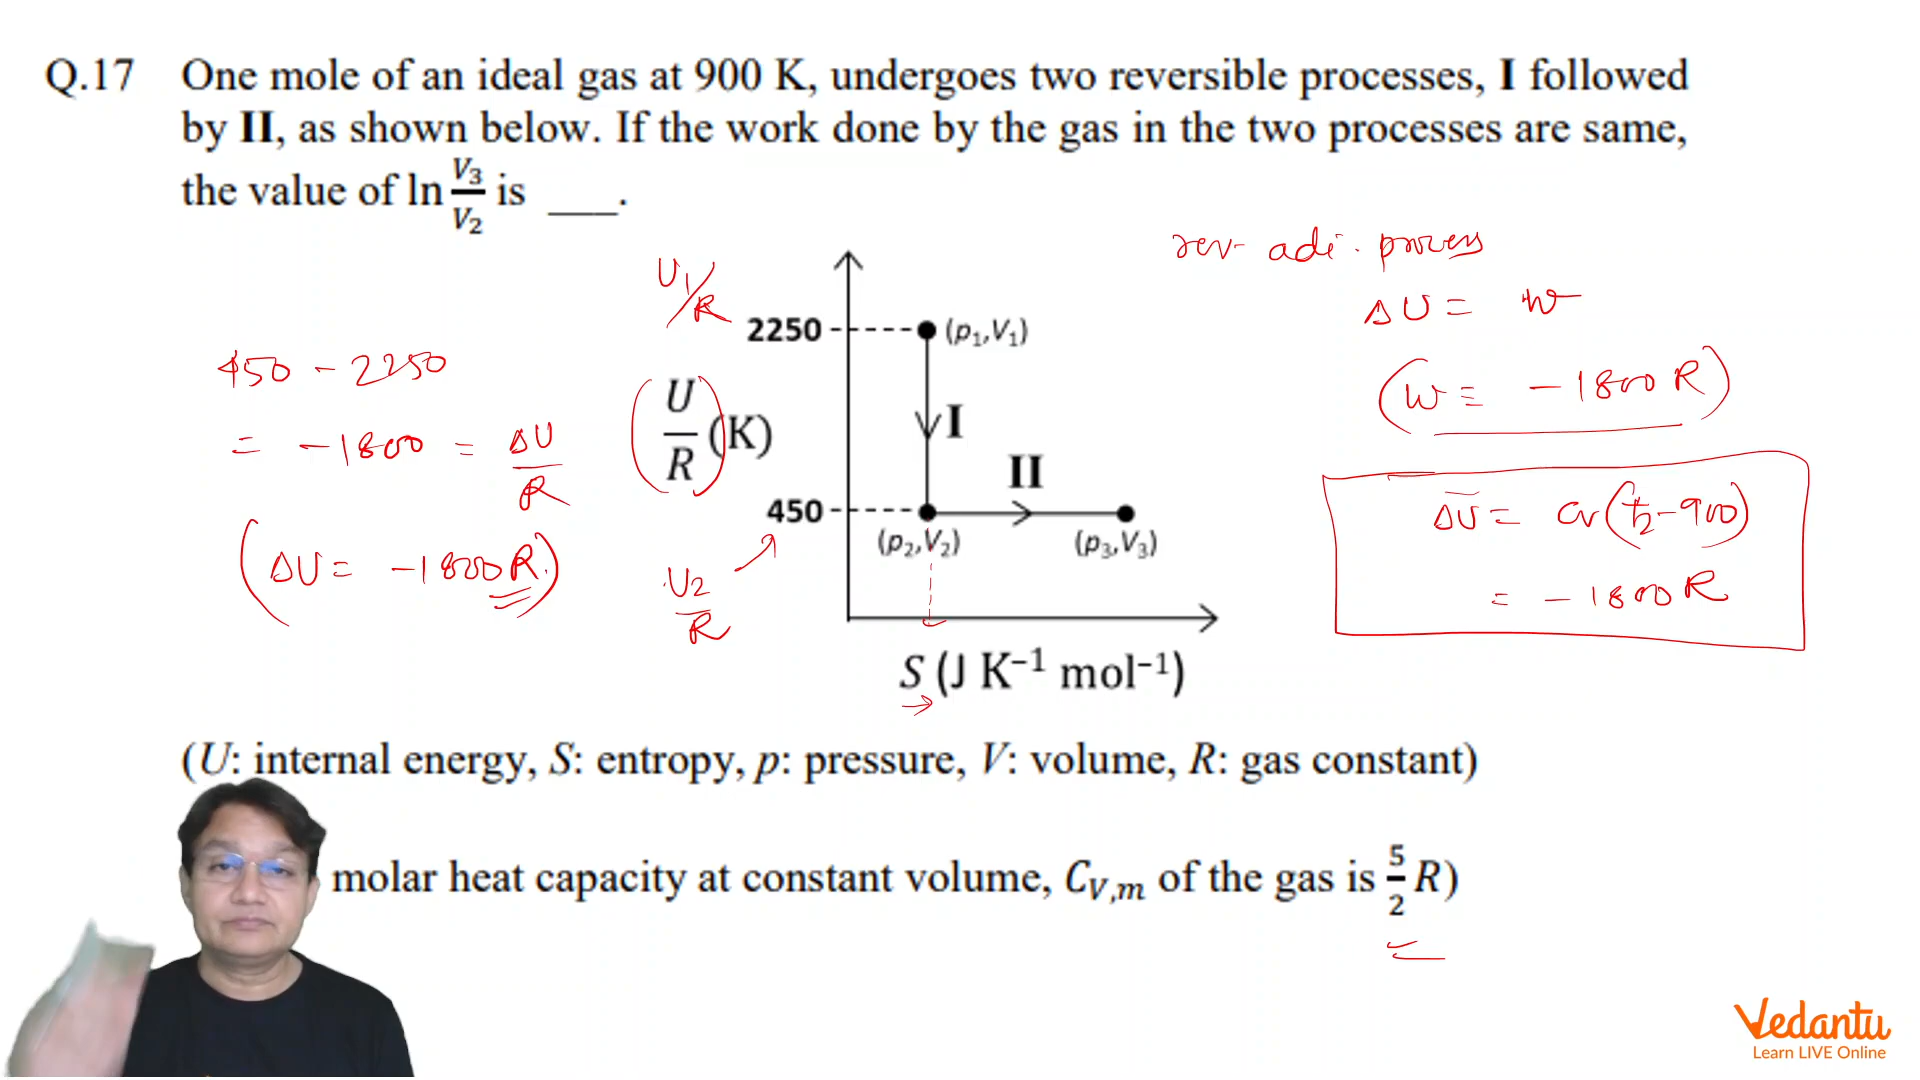 Q.17 One mole of an ideal gas at 900 K, undergoes two reversible processes, I followed
by II, as shown below. If the work done by the gas in the two processes are same,
the value of ln V₃/V₂ is ____.
rev- adi. process
U₁/R
ΔU = w
2250
(p₁,V₁)
450 - 2250
(w = -1800 R)
(U/R) (K)
I
= -1800 = ΔU/R
II
ΔU = Cv(t₂-900)
450
(ΔU = -1800 R.)
(p₂,V₂)
(p₃,V₃)
U₂/R
= -1800 R
S (J K⁻¹ mol⁻¹)
(U: internal energy, S: entropy, p: pressure, V: volume, R: gas constant)
molar heat capacity at constant volume, C_V,m of the gas is 5/2 R)
Vedantu
Learn LIVE Online